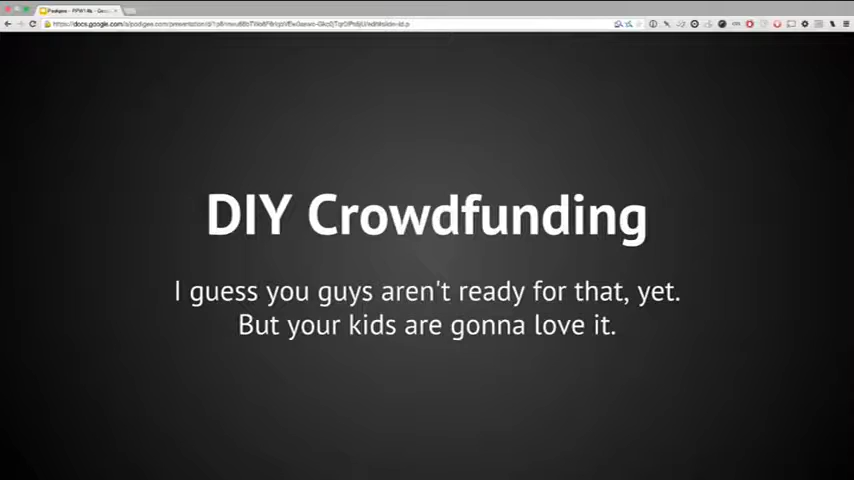 DIY Crowdfunding
I guess you guys aren't ready for that, yet.
But your kids are gonna love it.